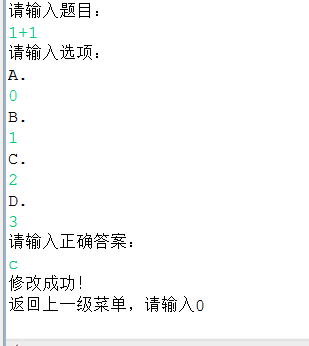 请输入题目：
1+1
请输入选项：
A.
0
B.
1
C.
2
D.
3
请输入正确答案：
c
修改成功！
返回上一级菜单，请输入0